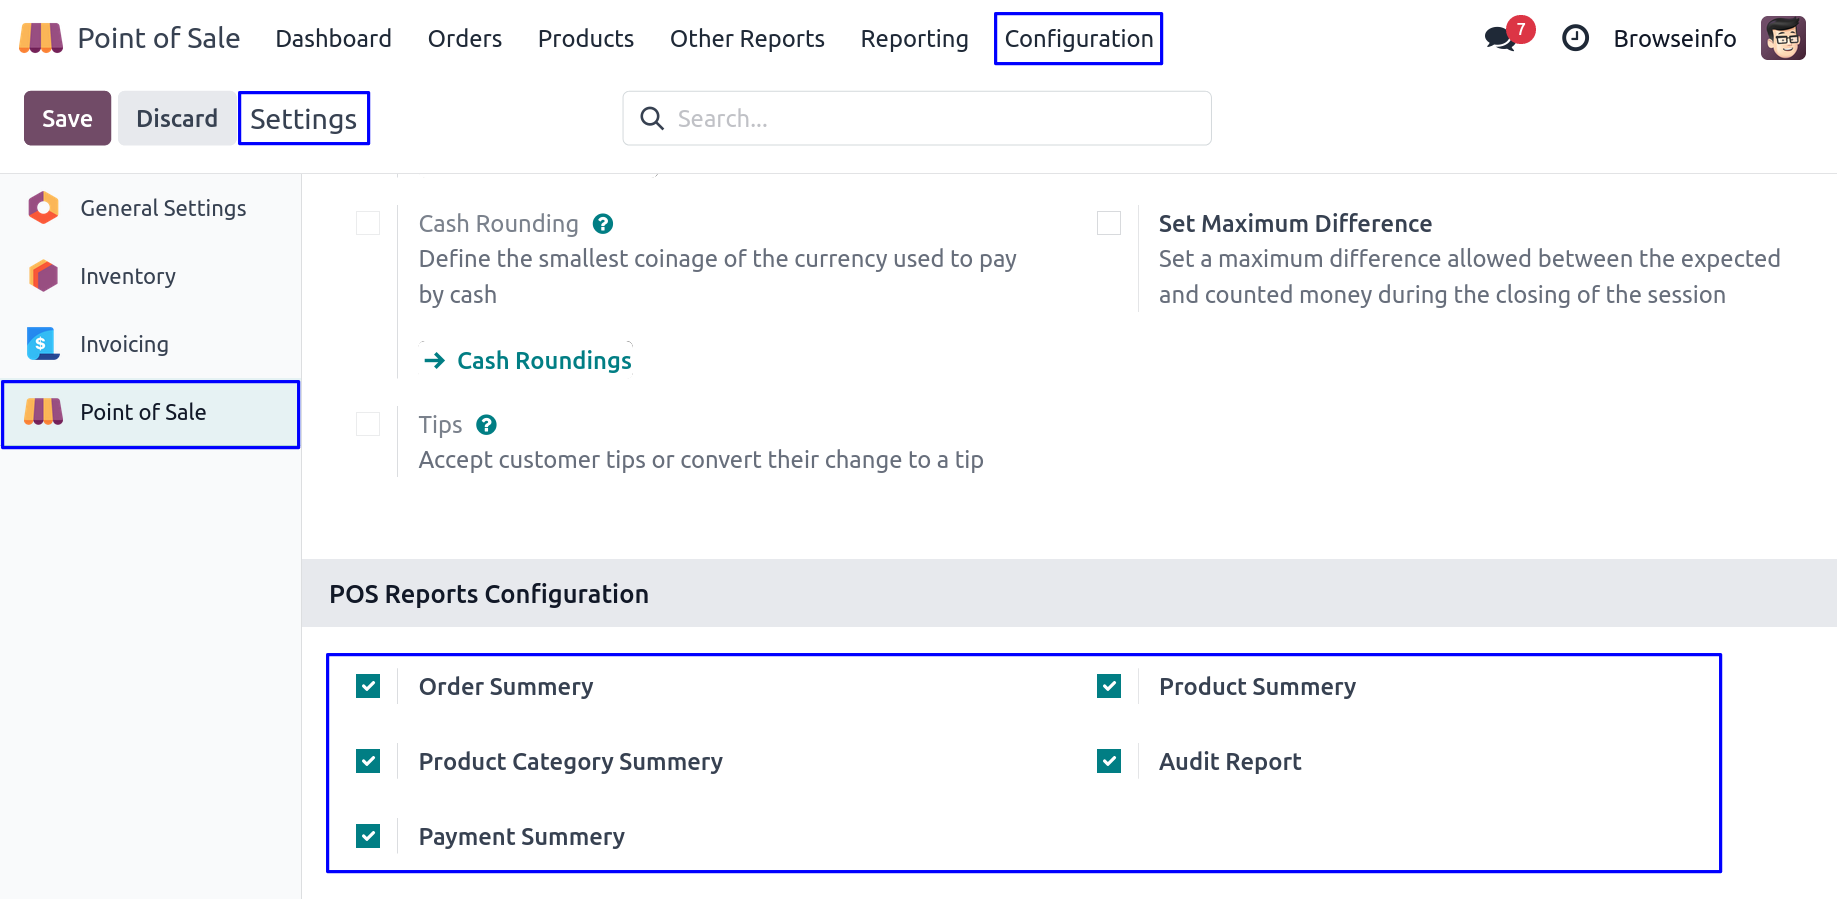 Point of Sale Dashboard Orders Products Other Reports Reporting Configuration 7 Browseinfo
Save Discard Settings Search...
General Settings
Inventory
Invoicing
Point of Sale
Cash Rounding ?
Define the smallest coinage of the currency used to pay
by cash
→ Cash Roundings
Set Maximum Difference
Set a maximum difference allowed between the expected
and counted money during the closing of the session
Tips ?
Accept customer tips or convert their change to a tip
POS Reports Configuration
Order Summery
Product Summery
Product Category Summery
Audit Report
Payment Summery